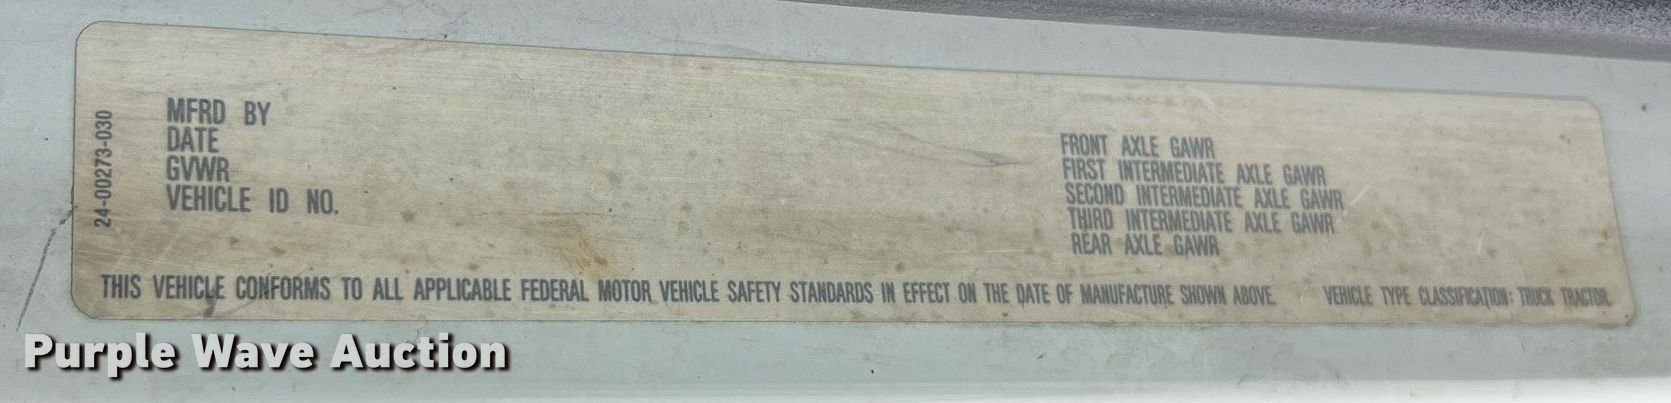 24-00273-030
MFRD BY
DATE
GVWR
VEHICLE ID NO.
FRONT AXLE GAWR
FIRST INTERMEDIATE AXLE GAWR
SECOND INTERMEDIATE AXLE GAWR
THIRD INTERMEDIATE AXLE GAWR
REAR AXLE GAWR
THIS VEHICLE CONFORMS TO ALL APPLICABLE FEDERAL MOTOR VEHICLE SAFETY STANDARDS IN EFFECT ON THE DATE OF MANUFACTURE SHOWN ABOVE. VEHICLE TYPE CLASSIFICATION: TRUCK TRACTOR.
Purple Wave Auction